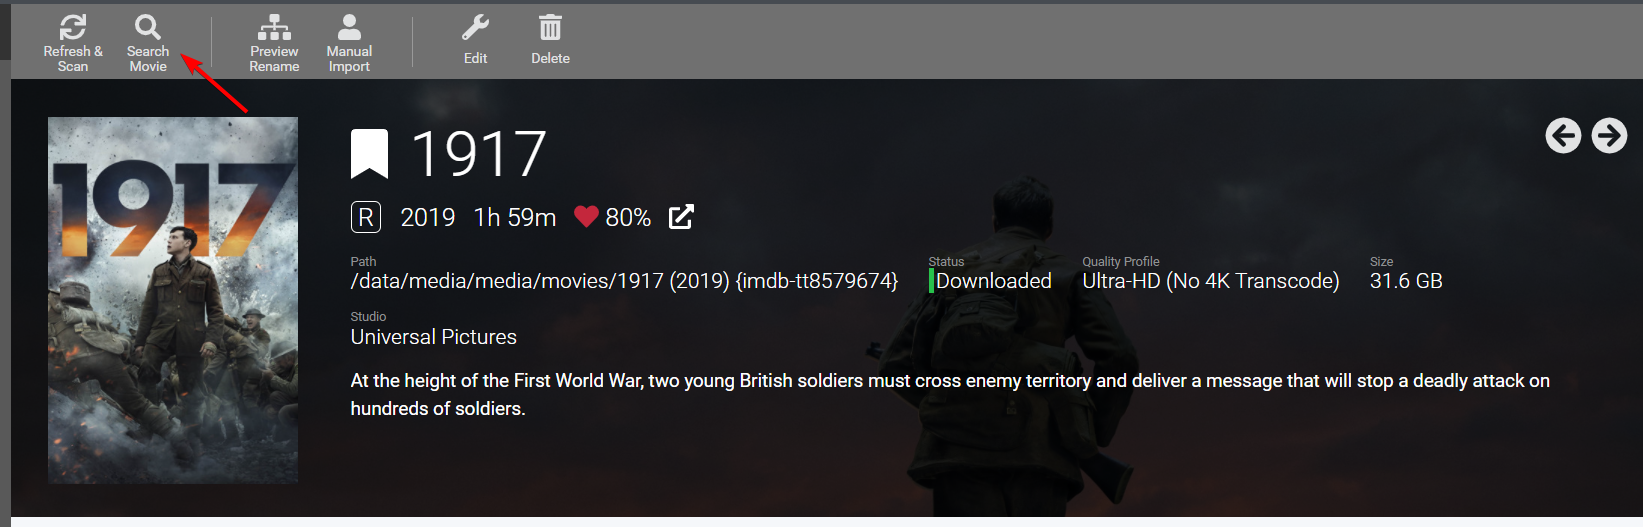 Refresh & Scan
Search Movie
Preview Rename
Manual Import
Edit
Delete
1917
1917
R 2019 1h 59m 80%
Path
/data/media/media/movies/1917 (2019) {imdb-tt8579674}
Status
Downloaded
Quality Profile
Ultra-HD (No 4K Transcode)
Size
31.6 GB
Studio
Universal Pictures
At the height of the First World War, two young British soldiers must cross enemy territory and deliver a message that will stop a deadly attack on
hundreds of soldiers.